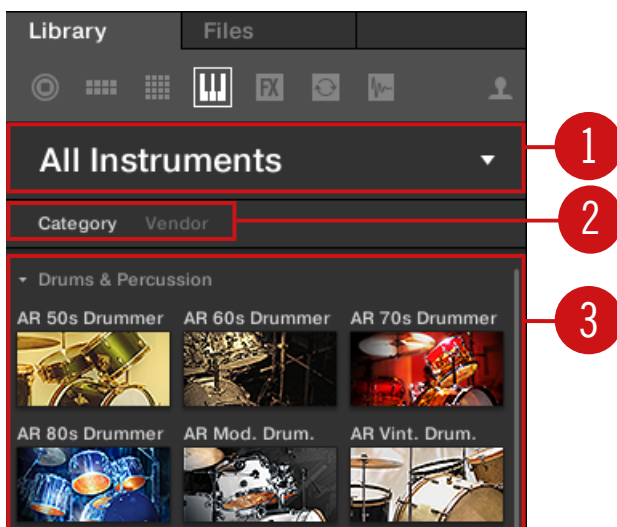 Library Files
FX
All Instruments
1
Category Vendor
2
Drums & Percussion
3
AR 50s Drummer AR 60s Drummer AR 70s Drummer
AR 80s Drummer AR Mod. Drum. AR Vint. Drum.